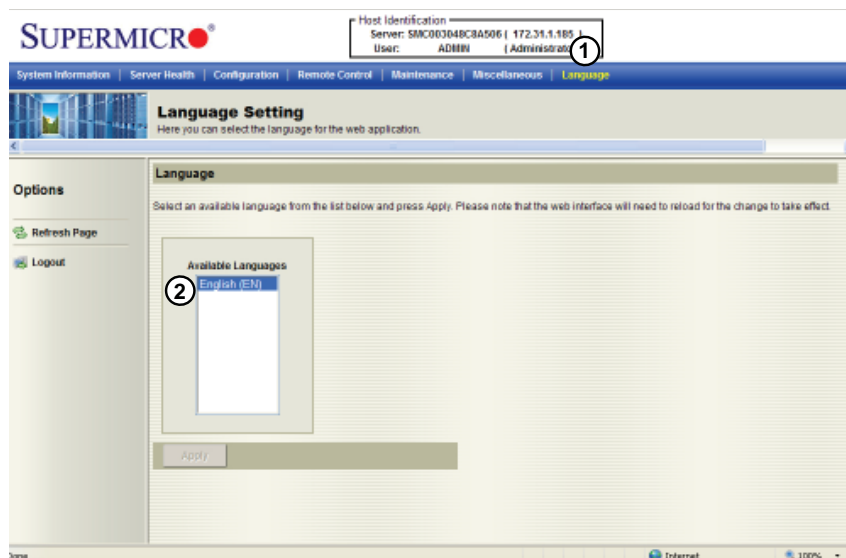 SUPERMICRO
Host Identification
Server: SMC003048C8A506 ( 172.31.1.185 )
User: ADMIN ( Administrator
1
System Information | Server Health | Configuration | Remote Control | Maintenance | Miscellaneous | Language
Language Setting
Here you can select the language for the web application.
Options
Refresh Page
Logout
Language
Select an available language from the list below and press Apply. Please note that the web interface will need to reload for the change to take effect.
Available Languages
2
English (EN)
Apply
Done
Internet
100%